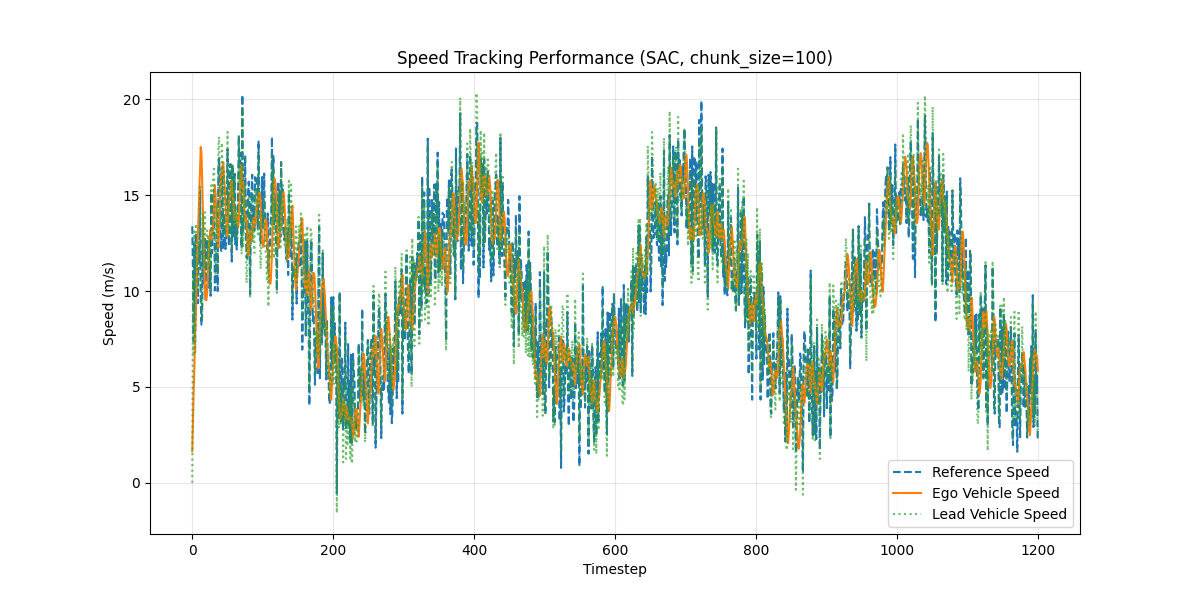 Speed Tracking Performance (SAC, chunk_size=100)
20
15
10
5
0
Speed (m/s)
0 200 400 600 800 1000 1200
Timestep
Reference Speed
Ego Vehicle Speed
Lead Vehicle Speed